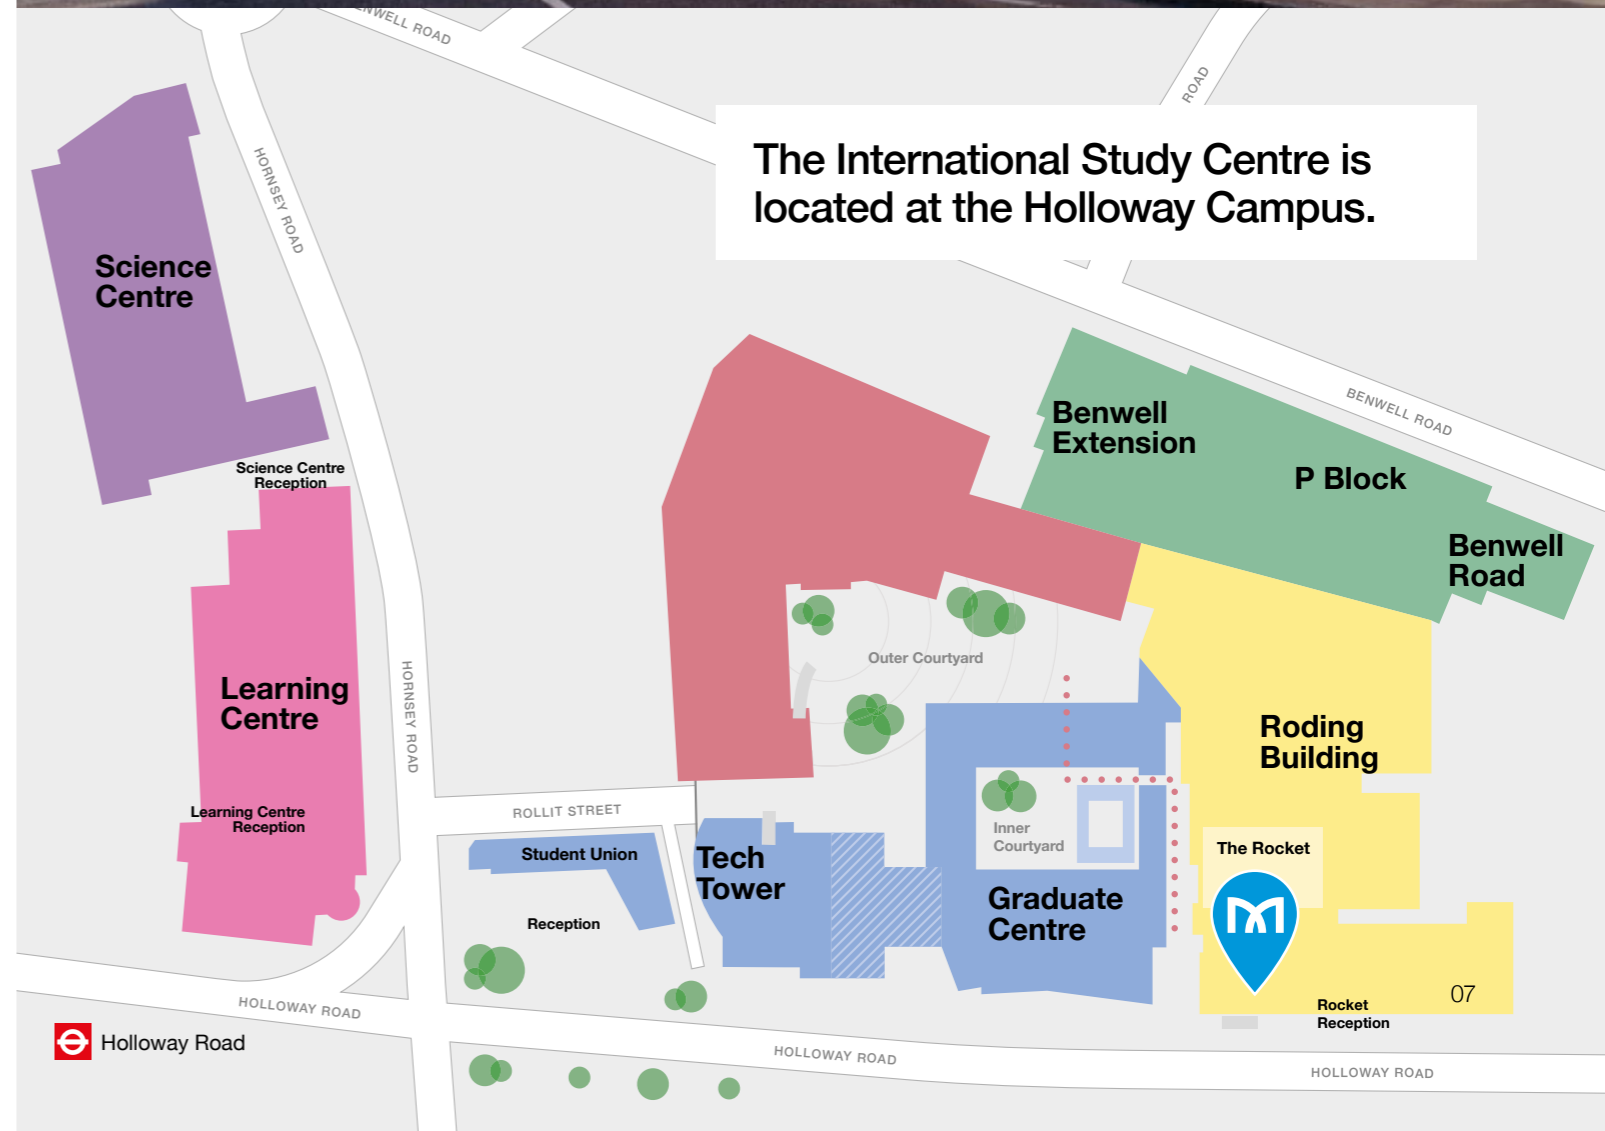 BENWELL ROAD
ROAD
The International Study Centre is
located at the Holloway Campus.
HORNSEY ROAD
Science
Centre
BENWELL ROAD
Benwell
Extension
P Block
Benwell
Road
Science Centre
Reception
Learning
Centre
HORNSEY ROAD
Outer Courtyard
Roding
Building
Learning Centre
Reception
ROLLIT STREET
Student Union
Tech
Tower
Inner
Courtyard
The Rocket
Graduate
Centre
Reception
07
Rocket
Reception
HOLLOWAY ROAD
Holloway Road
HOLLOWAY ROAD
HOLLOWAY ROAD